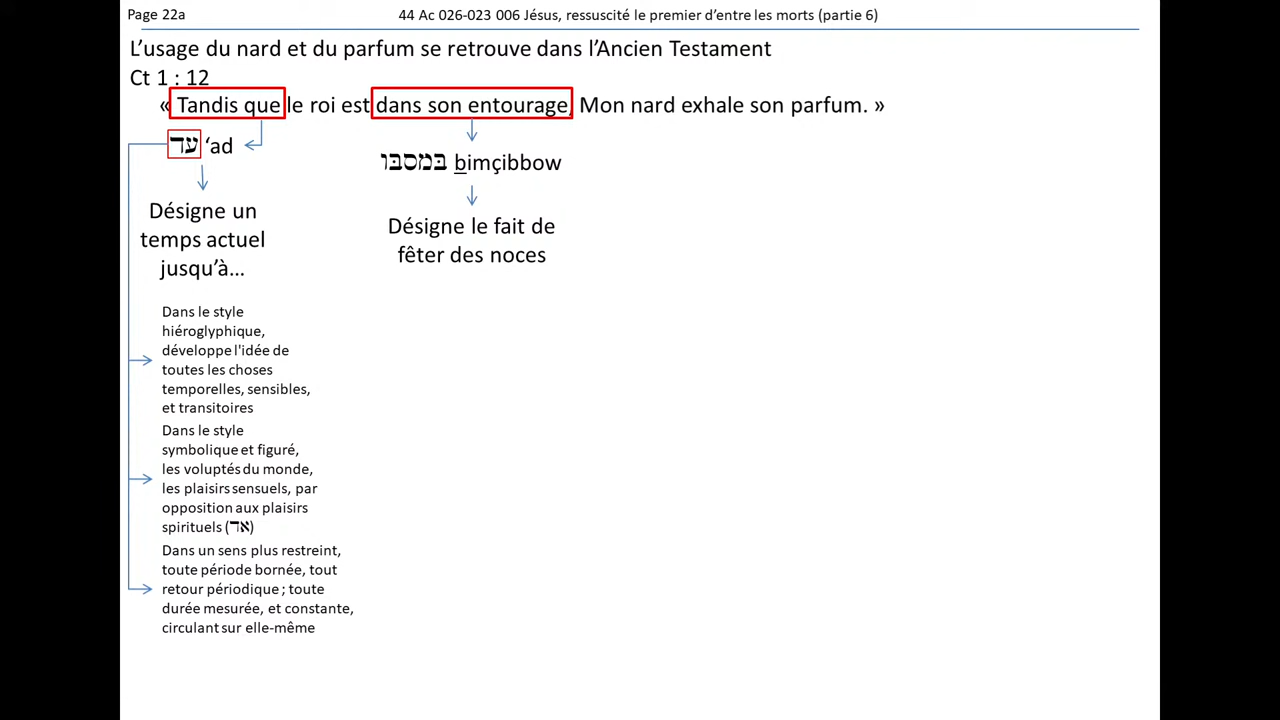 Page 22a
44 Ac 026-023 006 Jésus, ressuscité le premier d’entre les morts (partie 6)
L’usage du nard et du parfum se retrouve dans l’Ancien Testament
Ct 1 : 12
« Tandis que le roi est dans son entourage, Mon nard exhale son parfum. »
עד ‘ad
Désigne un
temps actuel
jusqu’à…
במסבו bimçibbow
Désigne le fait de
fêter des noces
Dans le style
hiéroglyphique,
développe l'idée de
toutes les choses
temporelles, sensibles,
et transitoires
Dans le style
symbolique et figuré,
les voluptés du monde,
les plaisirs sensuels, par
opposition aux plaisirs
spirituels (אד)
Dans un sens plus restreint,
toute période bornée, tout
retour périodique ; toute
durée mesurée, et constante,
circulant sur elle-même